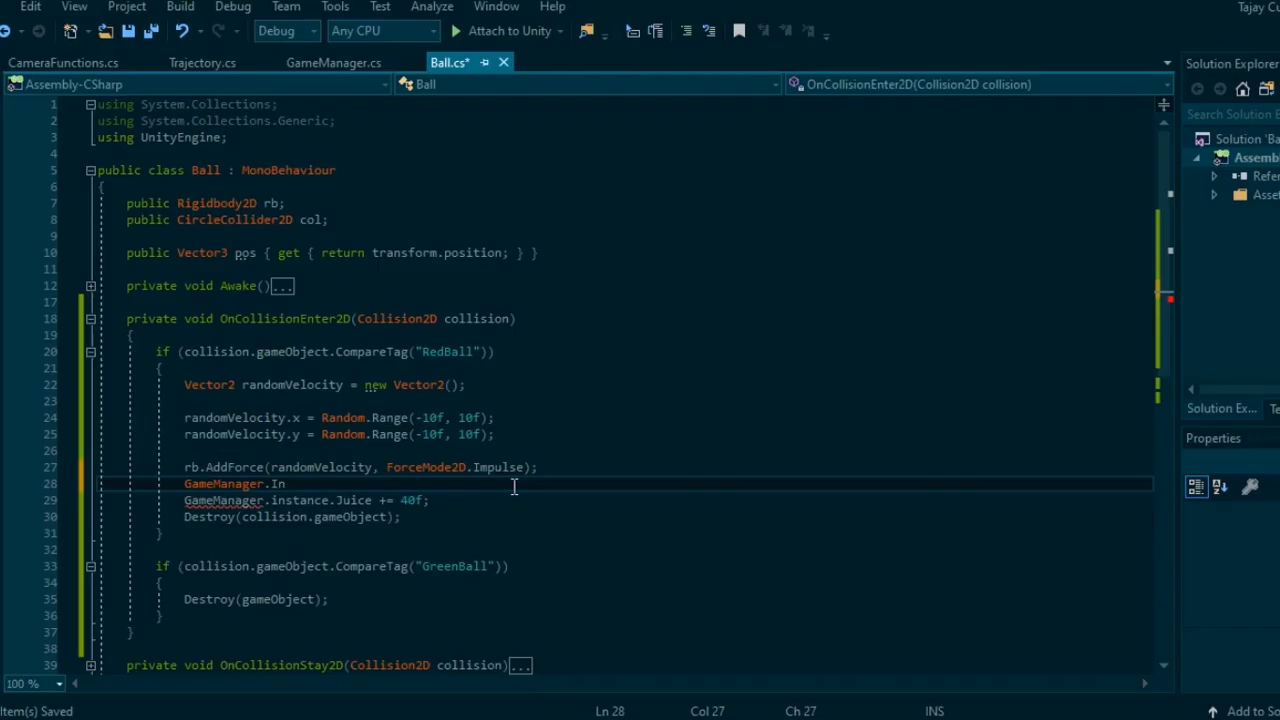 Edit View Project Build Debug Team Tools Test Analyze Window Help Tajay
Debug Any CPU Attach to Unity
CameraFunctions.cs Trajectory.cs GameManager.cs Ball.cs* Solution Explorer
Assembly-CSharp Ball OnCollisionEnter2D(Collision2D collision)
1 using System.Collections;
2 using System.Collections.Generic;
3 using UnityEngine;
4
5 public class Ball : MonoBehaviour
6 {
7 public Rigidbody2D rb;
8 public CircleCollider2D col;
9
10 public Vector3 pos { get { return transform.position; } }
11
12 private void Awake()...
17
18 private void OnCollisionEnter2D(Collision2D collision)
19 {
20 if (collision.gameObject.CompareTag("RedBall"))
21 {
22 Vector2 randomVelocity = new Vector2();
23
24 randomVelocity.x = Random.Range(-10f, 10f);
25 randomVelocity.y = Random.Range(-10f, 10f);
26
27 rb.AddForce(randomVelocity, ForceMode2D.Impulse);
28 GameManager.In
29 GameManager.instance.Juice += 40f;
30 Destroy(collision.gameObject);
31 }
32
33 if (collision.gameObject.CompareTag("GreenBall"))
34 {
35 Destroy(gameObject);
36 }
37 }
38
39 private void OnCollisionStay2D(Collision2D collision)...
Search Solution E
Solution 'Ba
Assemb
Refer
Asset
Solution Ex... Te
Properties
100 %
Item(s) Saved Ln 28 Col 27 Ch 27 INS Add to So